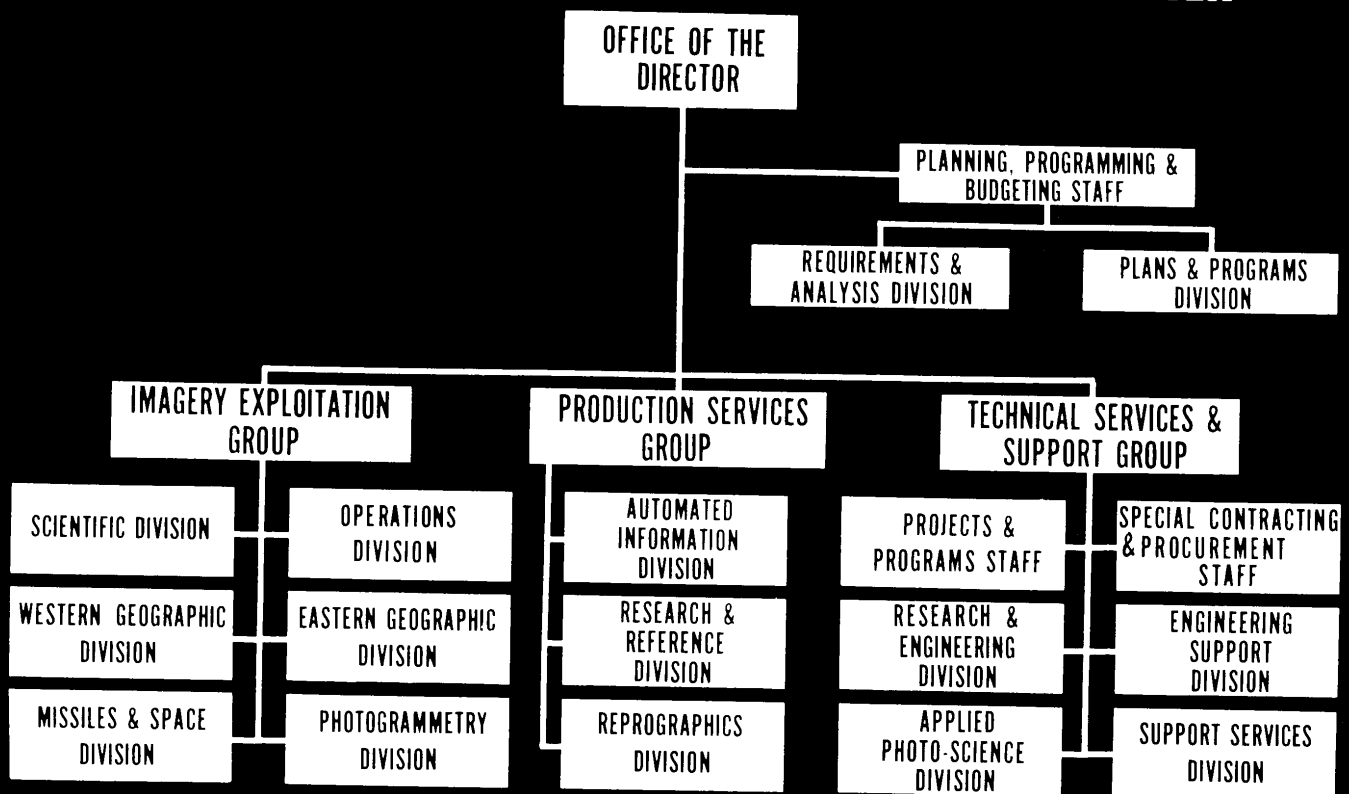 OFFICE OF THE
DIRECTOR
PLANNING, PROGRAMMING &
BUDGETING STAFF
REQUIREMENTS &
ANALYSIS DIVISION
PLANS & PROGRAMS
DIVISION
IMAGERY EXPLOITATION
GROUP
PRODUCTION SERVICES
GROUP
TECHNICAL SERVICES &
SUPPORT GROUP
SCIENTIFIC DIVISION
OPERATIONS
DIVISION
WESTERN GEOGRAPHIC
DIVISION
EASTERN GEOGRAPHIC
DIVISION
MISSILES & SPACE
DIVISION
PHOTOGRAMMETRY
DIVISION
AUTOMATED
INFORMATION
DIVISION
RESEARCH &
REFERENCE
DIVISION
REPROGRAPHICS
DIVISION
PROJECTS &
PROGRAMS STAFF
SPECIAL CONTRACTING
& PROCUREMENT
STAFF
RESEARCH &
ENGINEERING
DIVISION
ENGINEERING
SUPPORT
DIVISION
APPLIED
PHOTO-SCIENCE
DIVISION
SUPPORT SERVICES
DIVISION